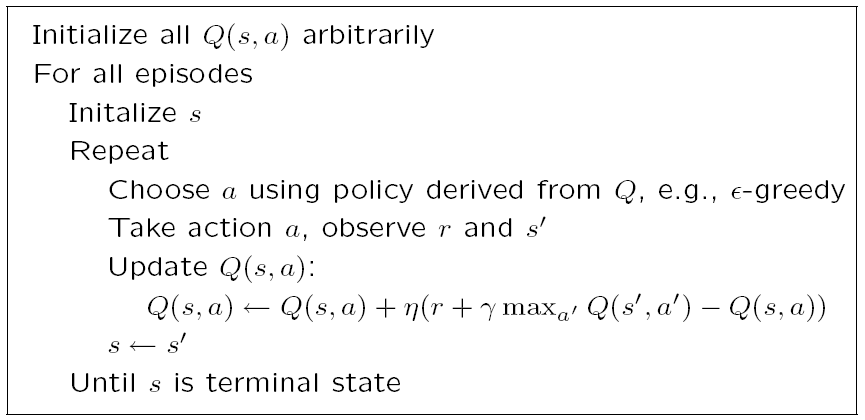 Initialize all Q(s, a) arbitrarily
For all episodes
Initalize s
Repeat
Choose a using policy derived from Q, e.g., ϵ-greedy
Take action a, observe r and s′
Update Q(s, a):
Q(s, a) ← Q(s, a) + η(r + γ maxₐ′ Q(s′, a′) − Q(s, a))
s ← s′
Until s is terminal state